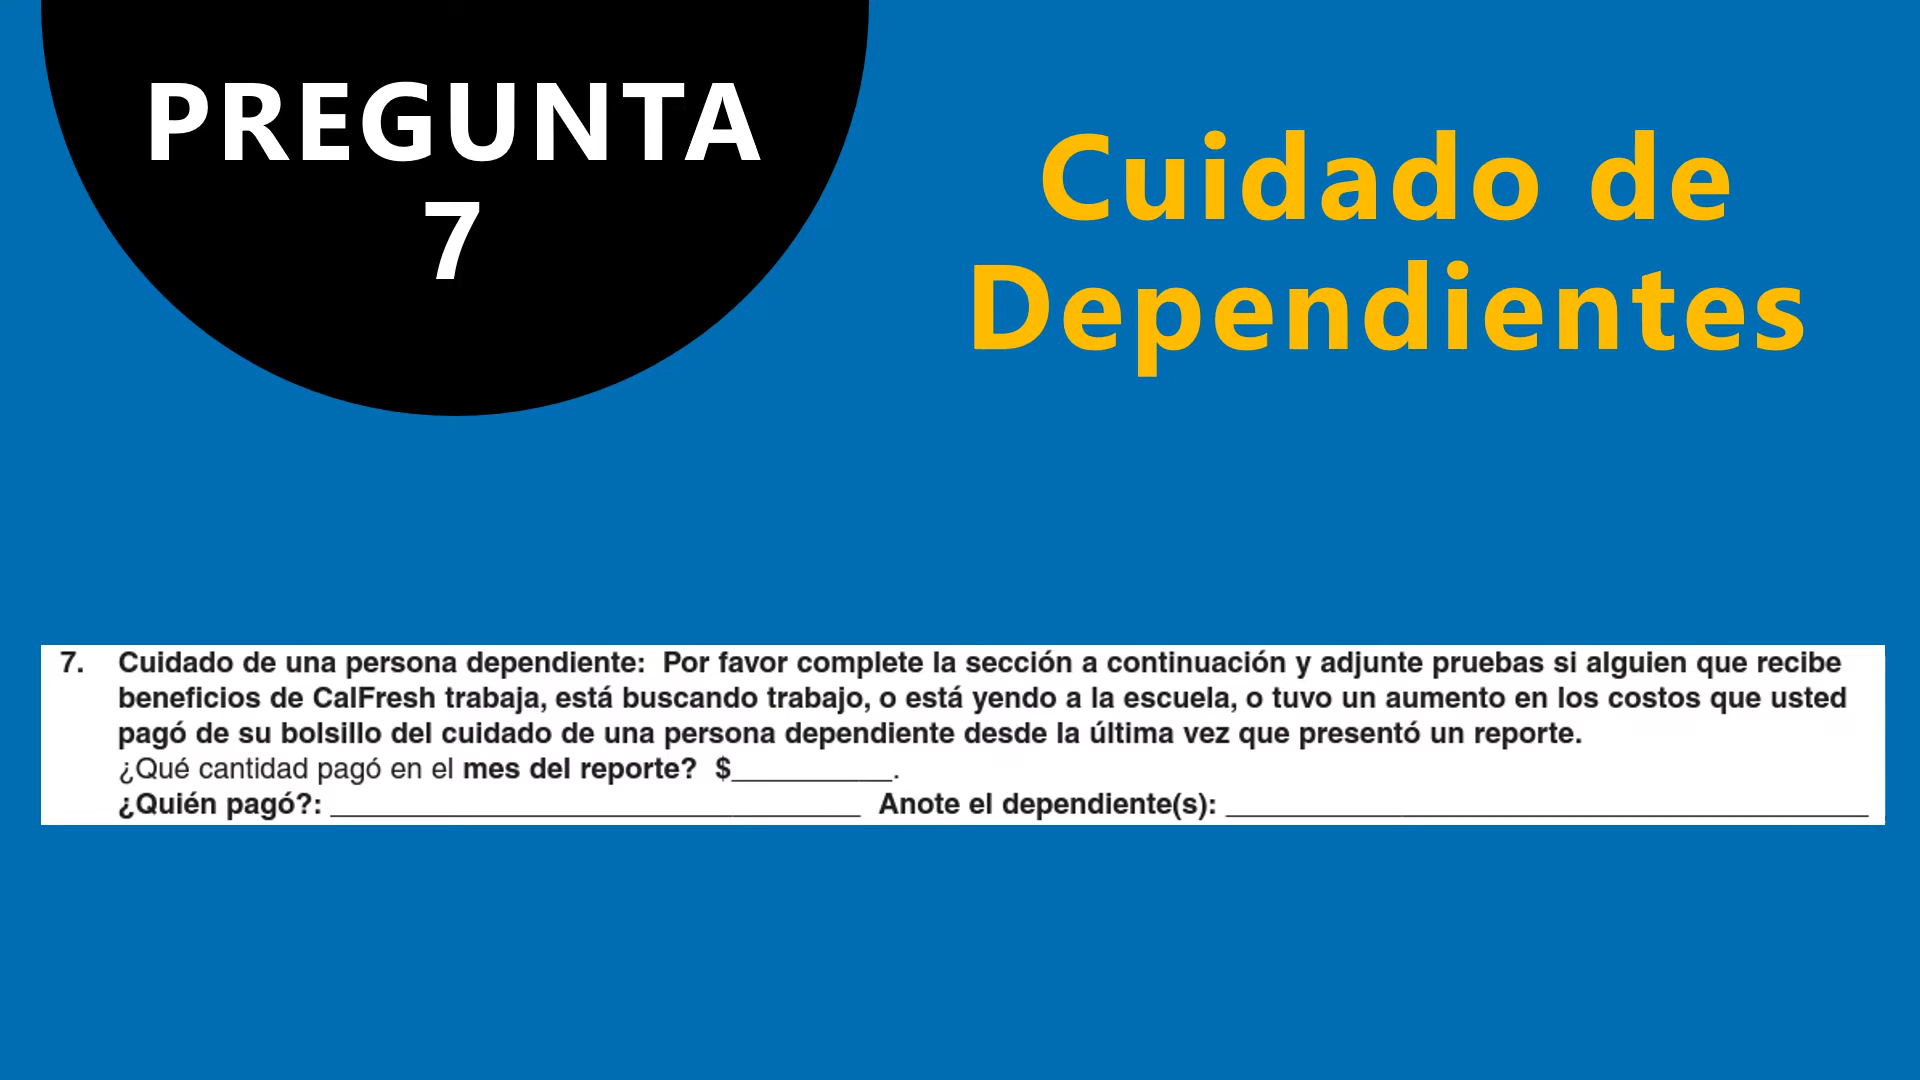 PREGUNTA
7
Cuidado de
Dependientes
7. Cuidado de una persona dependiente: Por favor complete la sección a continuación y adjunte pruebas si alguien que recibe
beneficios de CalFresh trabaja, está buscando trabajo, o está yendo a la escuela, o tuvo un aumento en los costos que usted
pagó de su bolsillo del cuidado de una persona dependiente desde la última vez que presentó un reporte.
¿Qué cantidad pagó en el mes del reporte? $__________.
¿Quién pagó?: _________________________________ Anote el dependiente(s): ________________________________________